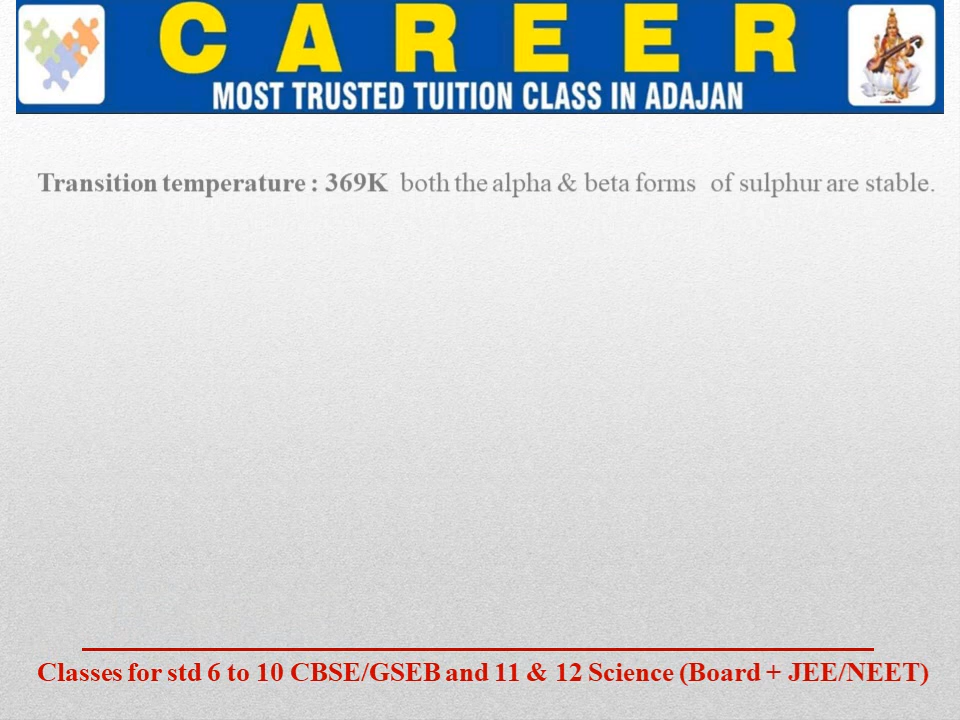 CAREER
MOST TRUSTED TUITION CLASS IN ADAJAN
Transition temperature : 369K both the alpha & beta forms of sulphur are stable.
Classes for std 6 to 10 CBSE/GSEB and 11 & 12 Science (Board + JEE/NEET)